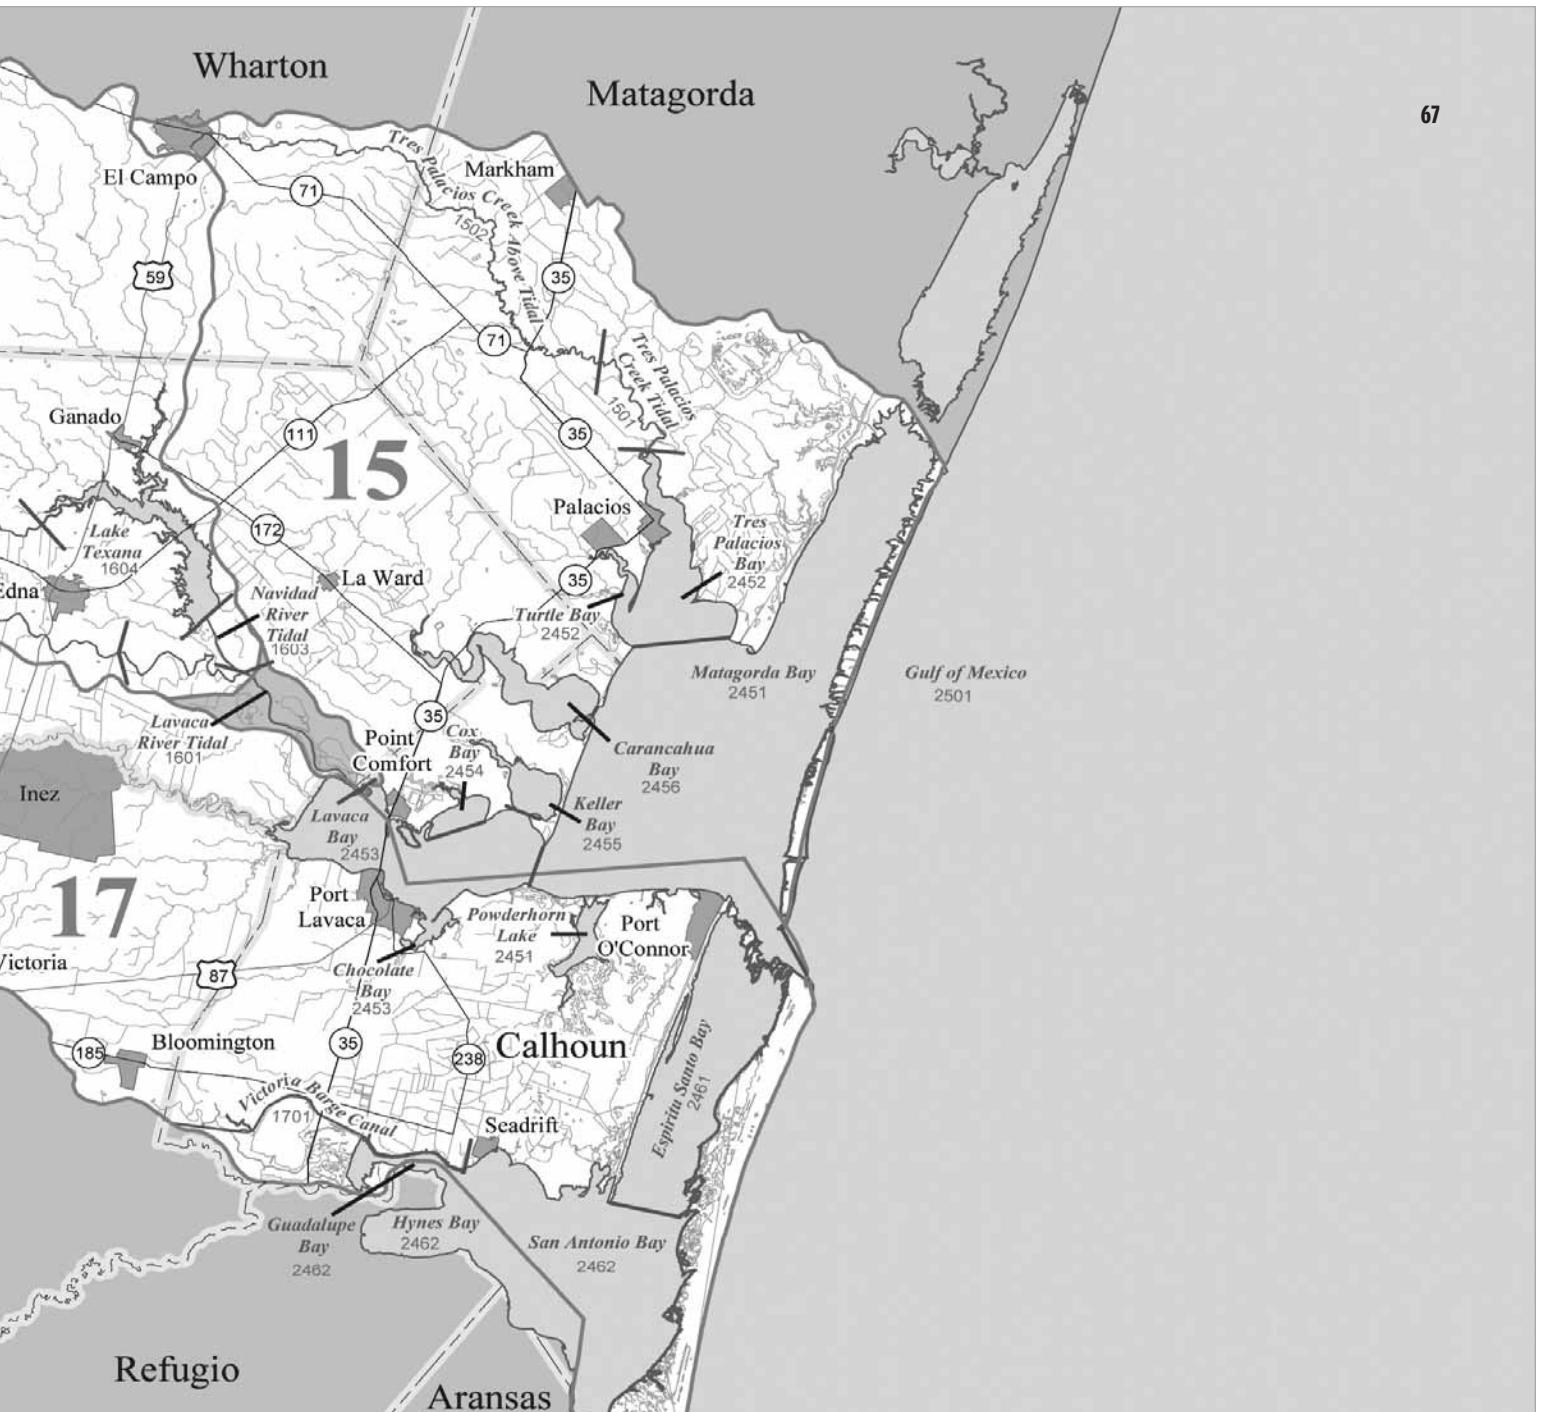 Wharton
Matagorda
67
El Campo
Markham
71
Tres Palacios Creek Above Tidal
1502
59
35
71
Tres Palacios
Creek Tidal
1501
Ganado
111
35
15
Palacios
172
Lake
Texana
1604
Tres
Palacios
Bay
2452
La Ward
35
Edna
Navidad
River
Tidal
1603
Turtle Bay
2452
Matagorda Bay
2451
Gulf of Mexico
2501
35
Lavaca
River Tidal
1601
Point
Comfort
Cox
Bay
2454
Carancahua
Bay
2456
Inez
Lavaca
Bay
2453
Keller
Bay
2455
17
Port
Lavaca
Powderhorn
Lake
2451
Port
O'Connor
Victoria
87
Chocolate
Bay
2453
185
Bloomington
35
238
Calhoun
Espiritu Santo Bay
2461
Victoria Barge Canal
1701
Seadrift
Guadalupe
Bay
2462
Hynes Bay
2462
San Antonio Bay
2462
Refugio
Aransas